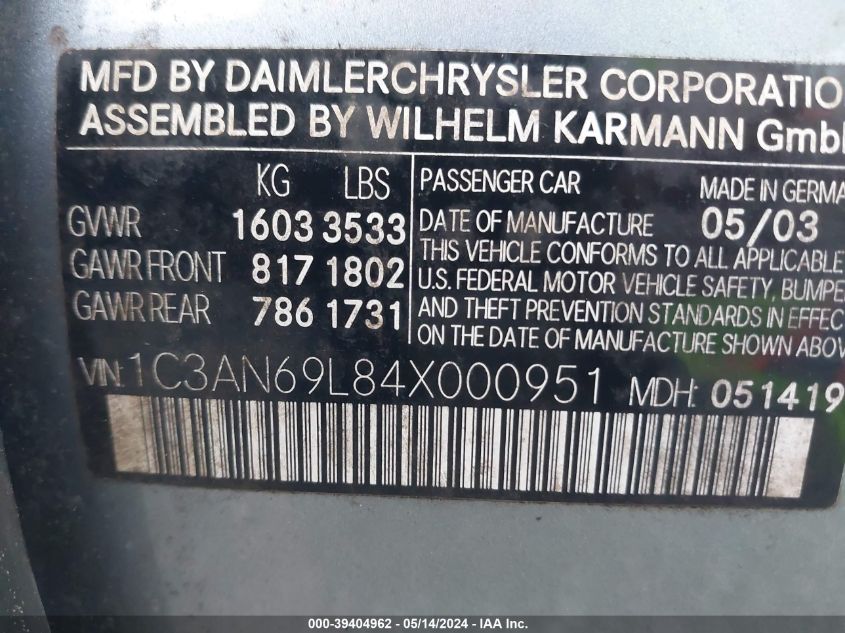 MFD BY DAIMLERCHRYSLER CORPORATIO
ASSEMBLED BY WILHELM KARMANN Gmb
KG LBS
GVWR 1603 3533
GAWR FRONT 817 1802
GAWR REAR 786 1731
PASSENGER CAR MADE IN GERMA
DATE OF MANUFACTURE 05/03
THIS VEHICLE CONFORMS TO ALL APPLICABLE
U.S. FEDERAL MOTOR VEHICLE SAFETY, BUMPE
AND THEFT PREVENTION STANDARDS IN EFFEC
ON THE DATE OF MANUFACTURE SHOWN ABOV
VIN: 1C3AN69L84X000951 MDH: 051419
000-39404962 - 05/14/2024 - IAA Inc.